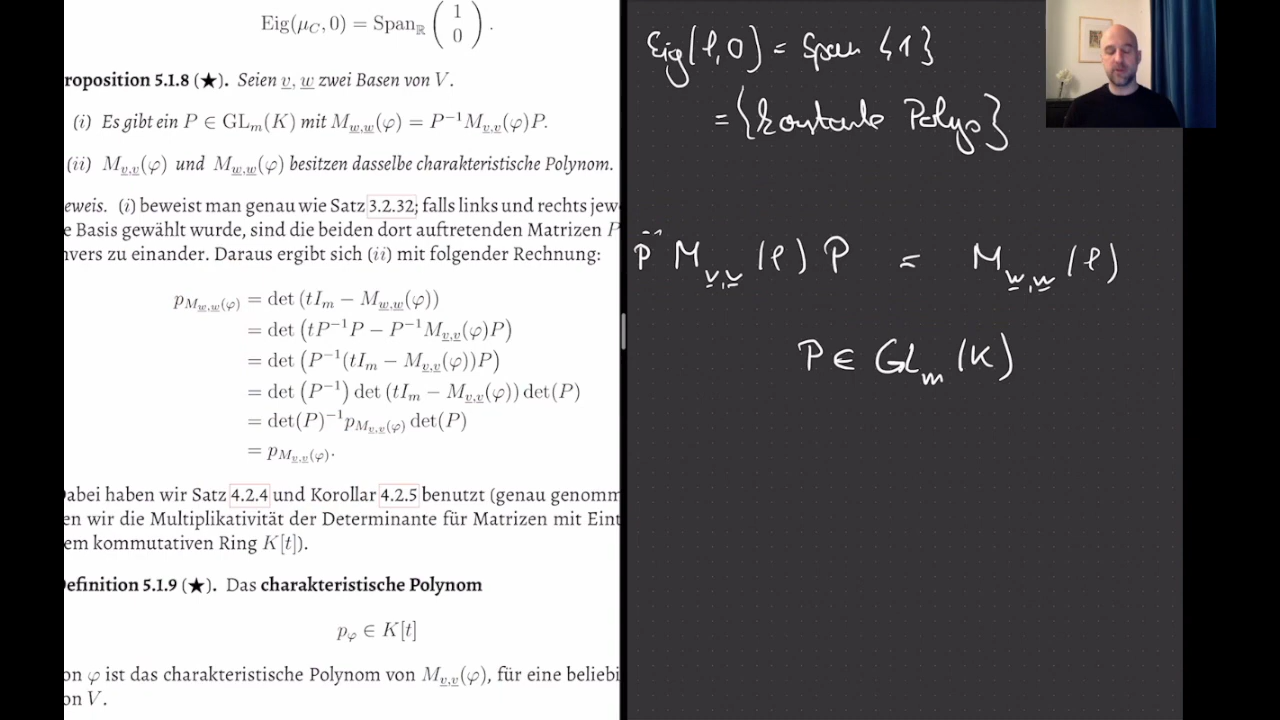 Eig(μ_C, 0) = Span_ℝ ( 1 0 ) .
roposition 5.1.8 (★). Seien v, w zwei Basen von V.
(i) Es gibt ein P ∈ GL_m(K) mit M_{w,w}(φ) = P^{-1}M_{v,v}(φ)P.
(ii) M_{v,v}(φ) und M_{w,w}(φ) besitzen dasselbe charakteristische Polynom.
eweis. (i) beweist man genau wie Satz 3.2.32; falls links und rechts jew
e Basis gewählt wurde, sind die beiden dort auftretenden Matrizen P
nvers zu einander. Daraus ergibt sich (ii) mit folgender Rechnung:
p_{M_{w,w}(φ)} = det (tI_m − M_{w,w}(φ))
= det (tP^{-1}P − P^{-1}M_{v,v}(φ)P)
= det (P^{-1}(tI_m − M_{v,v}(φ))P)
= det (P^{-1}) det (tI_m − M_{v,v}(φ)) det(P)
= det(P)^{-1}p_{M_{v,v}(φ)} det(P)
= p_{M_{v,v}(φ)}.
Dabei haben wir Satz 4.2.4 und Korollar 4.2.5 benutzt (genau genomm
en wir die Multiplikativität der Determinante für Matrizen mit Eint
em kommutativen Ring K[t]).
Definition 5.1.9 (★). Das charakteristische Polynom
p_φ ∈ K[t]
on φ ist das charakteristische Polynom von M_{v,v}(φ), für eine beliebi
on V.
Eig(φ,0) = Span {1}
= {konstante Polys}
P^{-1} M_{v,v}(φ) P = M_{w,w}(φ)
P ∈ GL_m(K)